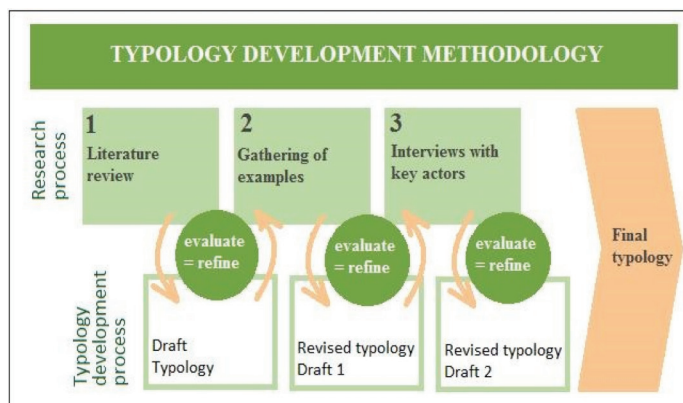 TYPOLOGY DEVELOPMENT METHODOLOGY
Research
process
1
Literature
review
2
Gathering of
examples
3
Interviews with
key actors
evaluate
= refine
evaluate
= refine
evaluate
= refine
Final
typology
Typology
development
process
Draft
Typology
Revised typology
Draft 1
Revised typology
Draft 2